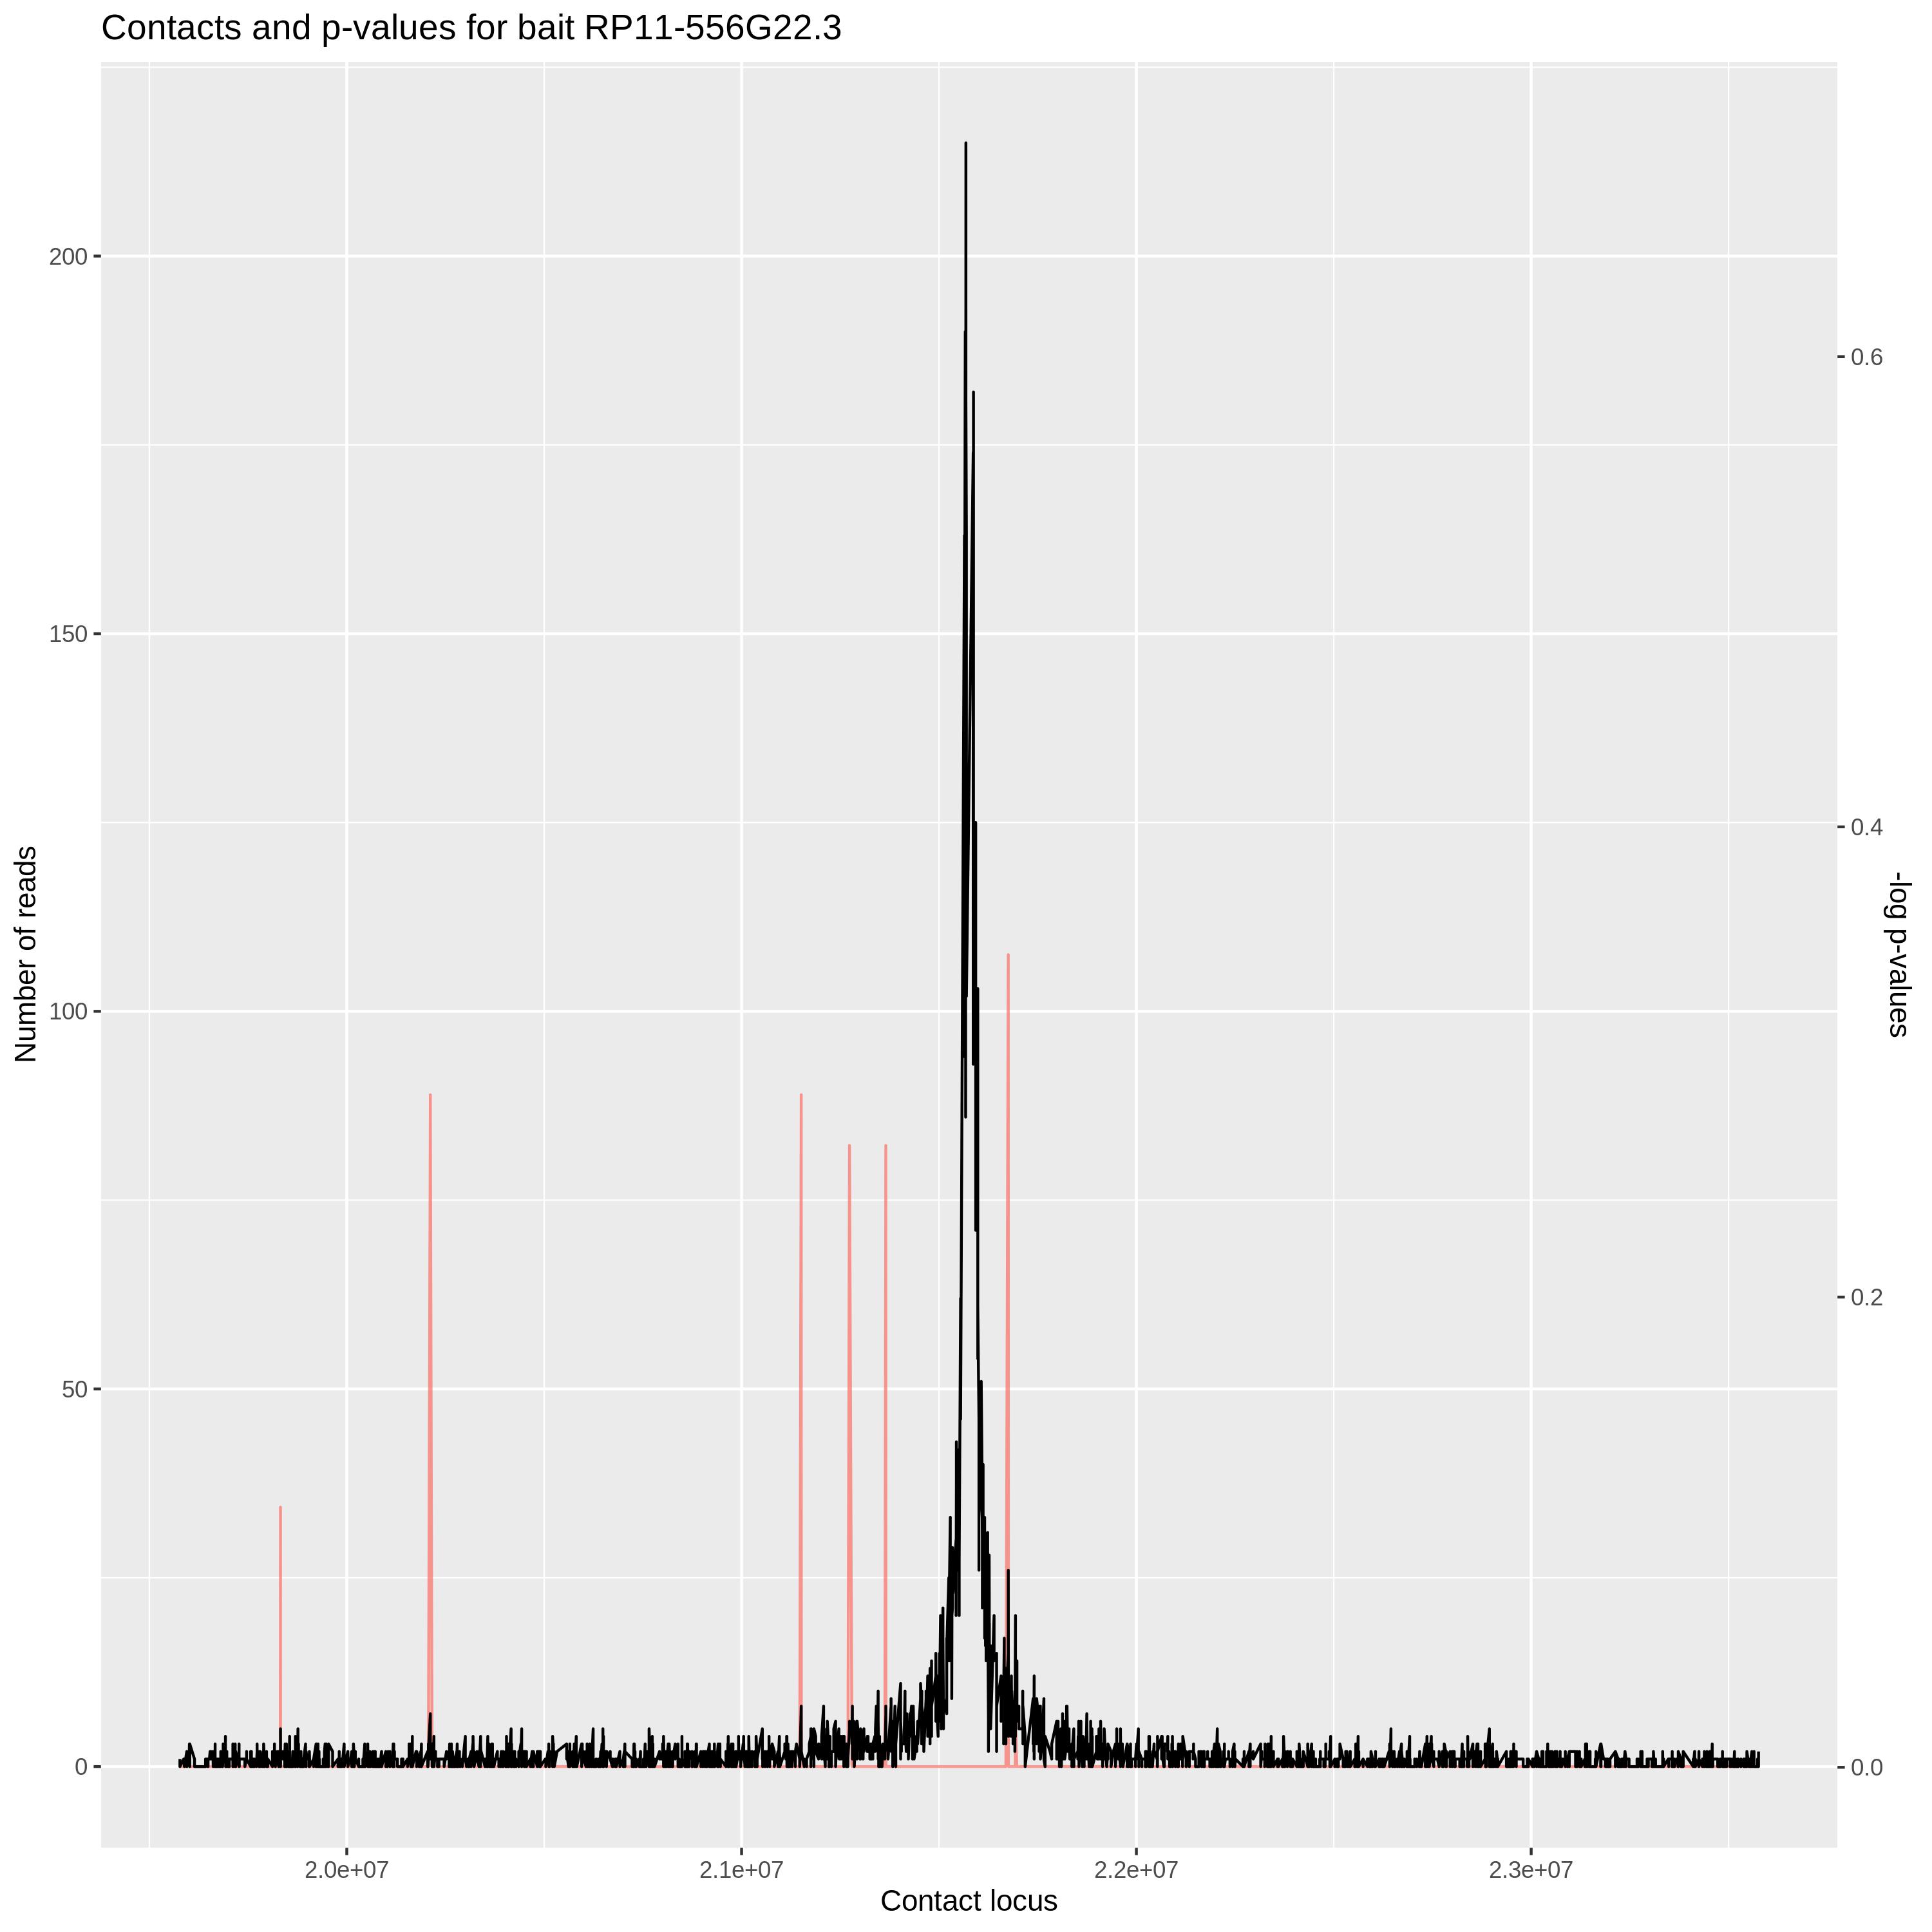 Contacts and p-values for bait RP11-556G22.3
200
150
100
50
0
Number of reads
0.6
0.4
0.2
0.0
-log p-values
2.0e+07
2.1e+07
2.2e+07
2.3e+07
Contact locus